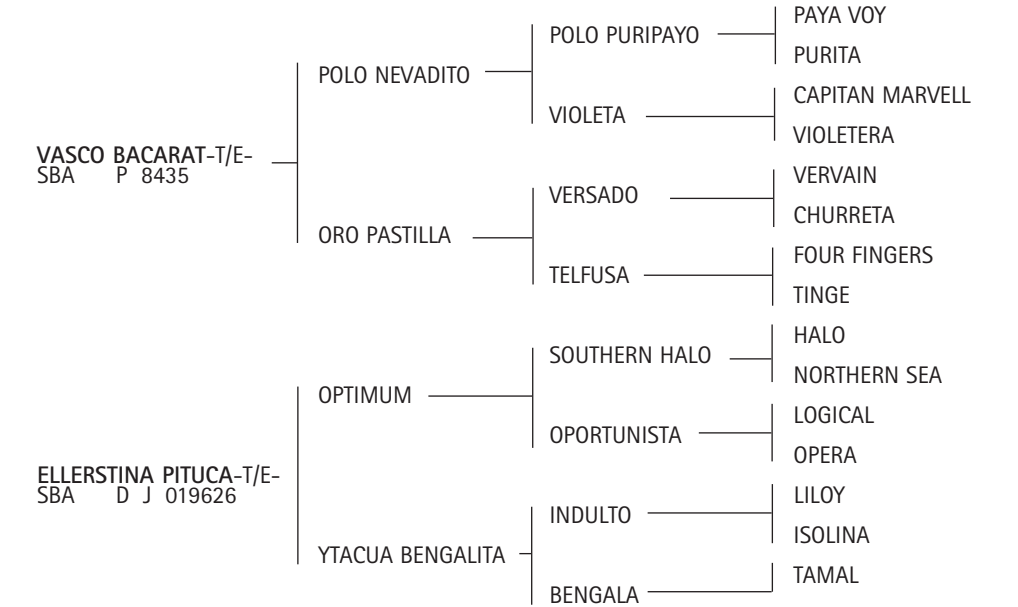 PAYA VOY
POLO PURIPAYO
PURITA
POLO NEVADITO
CAPITAN MARVELL
VIOLETA
VIOLETERA
VASCO BACARAT-T/E-
SBA P 8435
VERVAIN
VERSADO
CHURRETA
ORO PASTILLA
FOUR FINGERS
TELFUSA
TINGE
HALO
SOUTHERN HALO
NORTHERN SEA
OPTIMUM
LOGICAL
OPORTUNISTA
OPERA
ELLERSTINA PITUCA-T/E-
SBA D J 019626
LILOY
INDULTO
ISOLINA
YTACUA BENGALITA
TAMAL
BENGALA